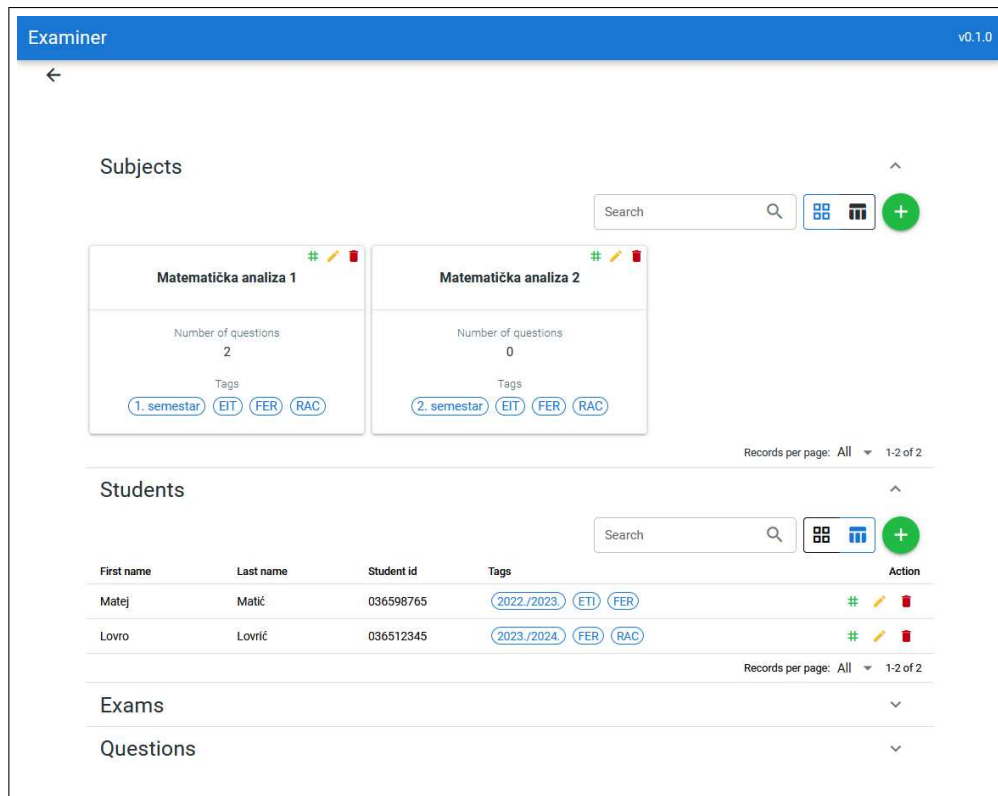 Examiner v0.1.0
Subjects
Search
Matematička analiza 1
Number of questions
2
Tags
1. semestar EIT FER RAC
Matematička analiza 2
Number of questions
0
Tags
2. semestar EIT FER RAC
Records per page: All 1-2 of 2
Students
Search
First name Last name Student id Tags Action
Matej Matić 036598765 2022./2023. ETI FER
Lovro Lovrić 036512345 2023./2024. FER RAC
Records per page: All 1-2 of 2
Exams
Questions